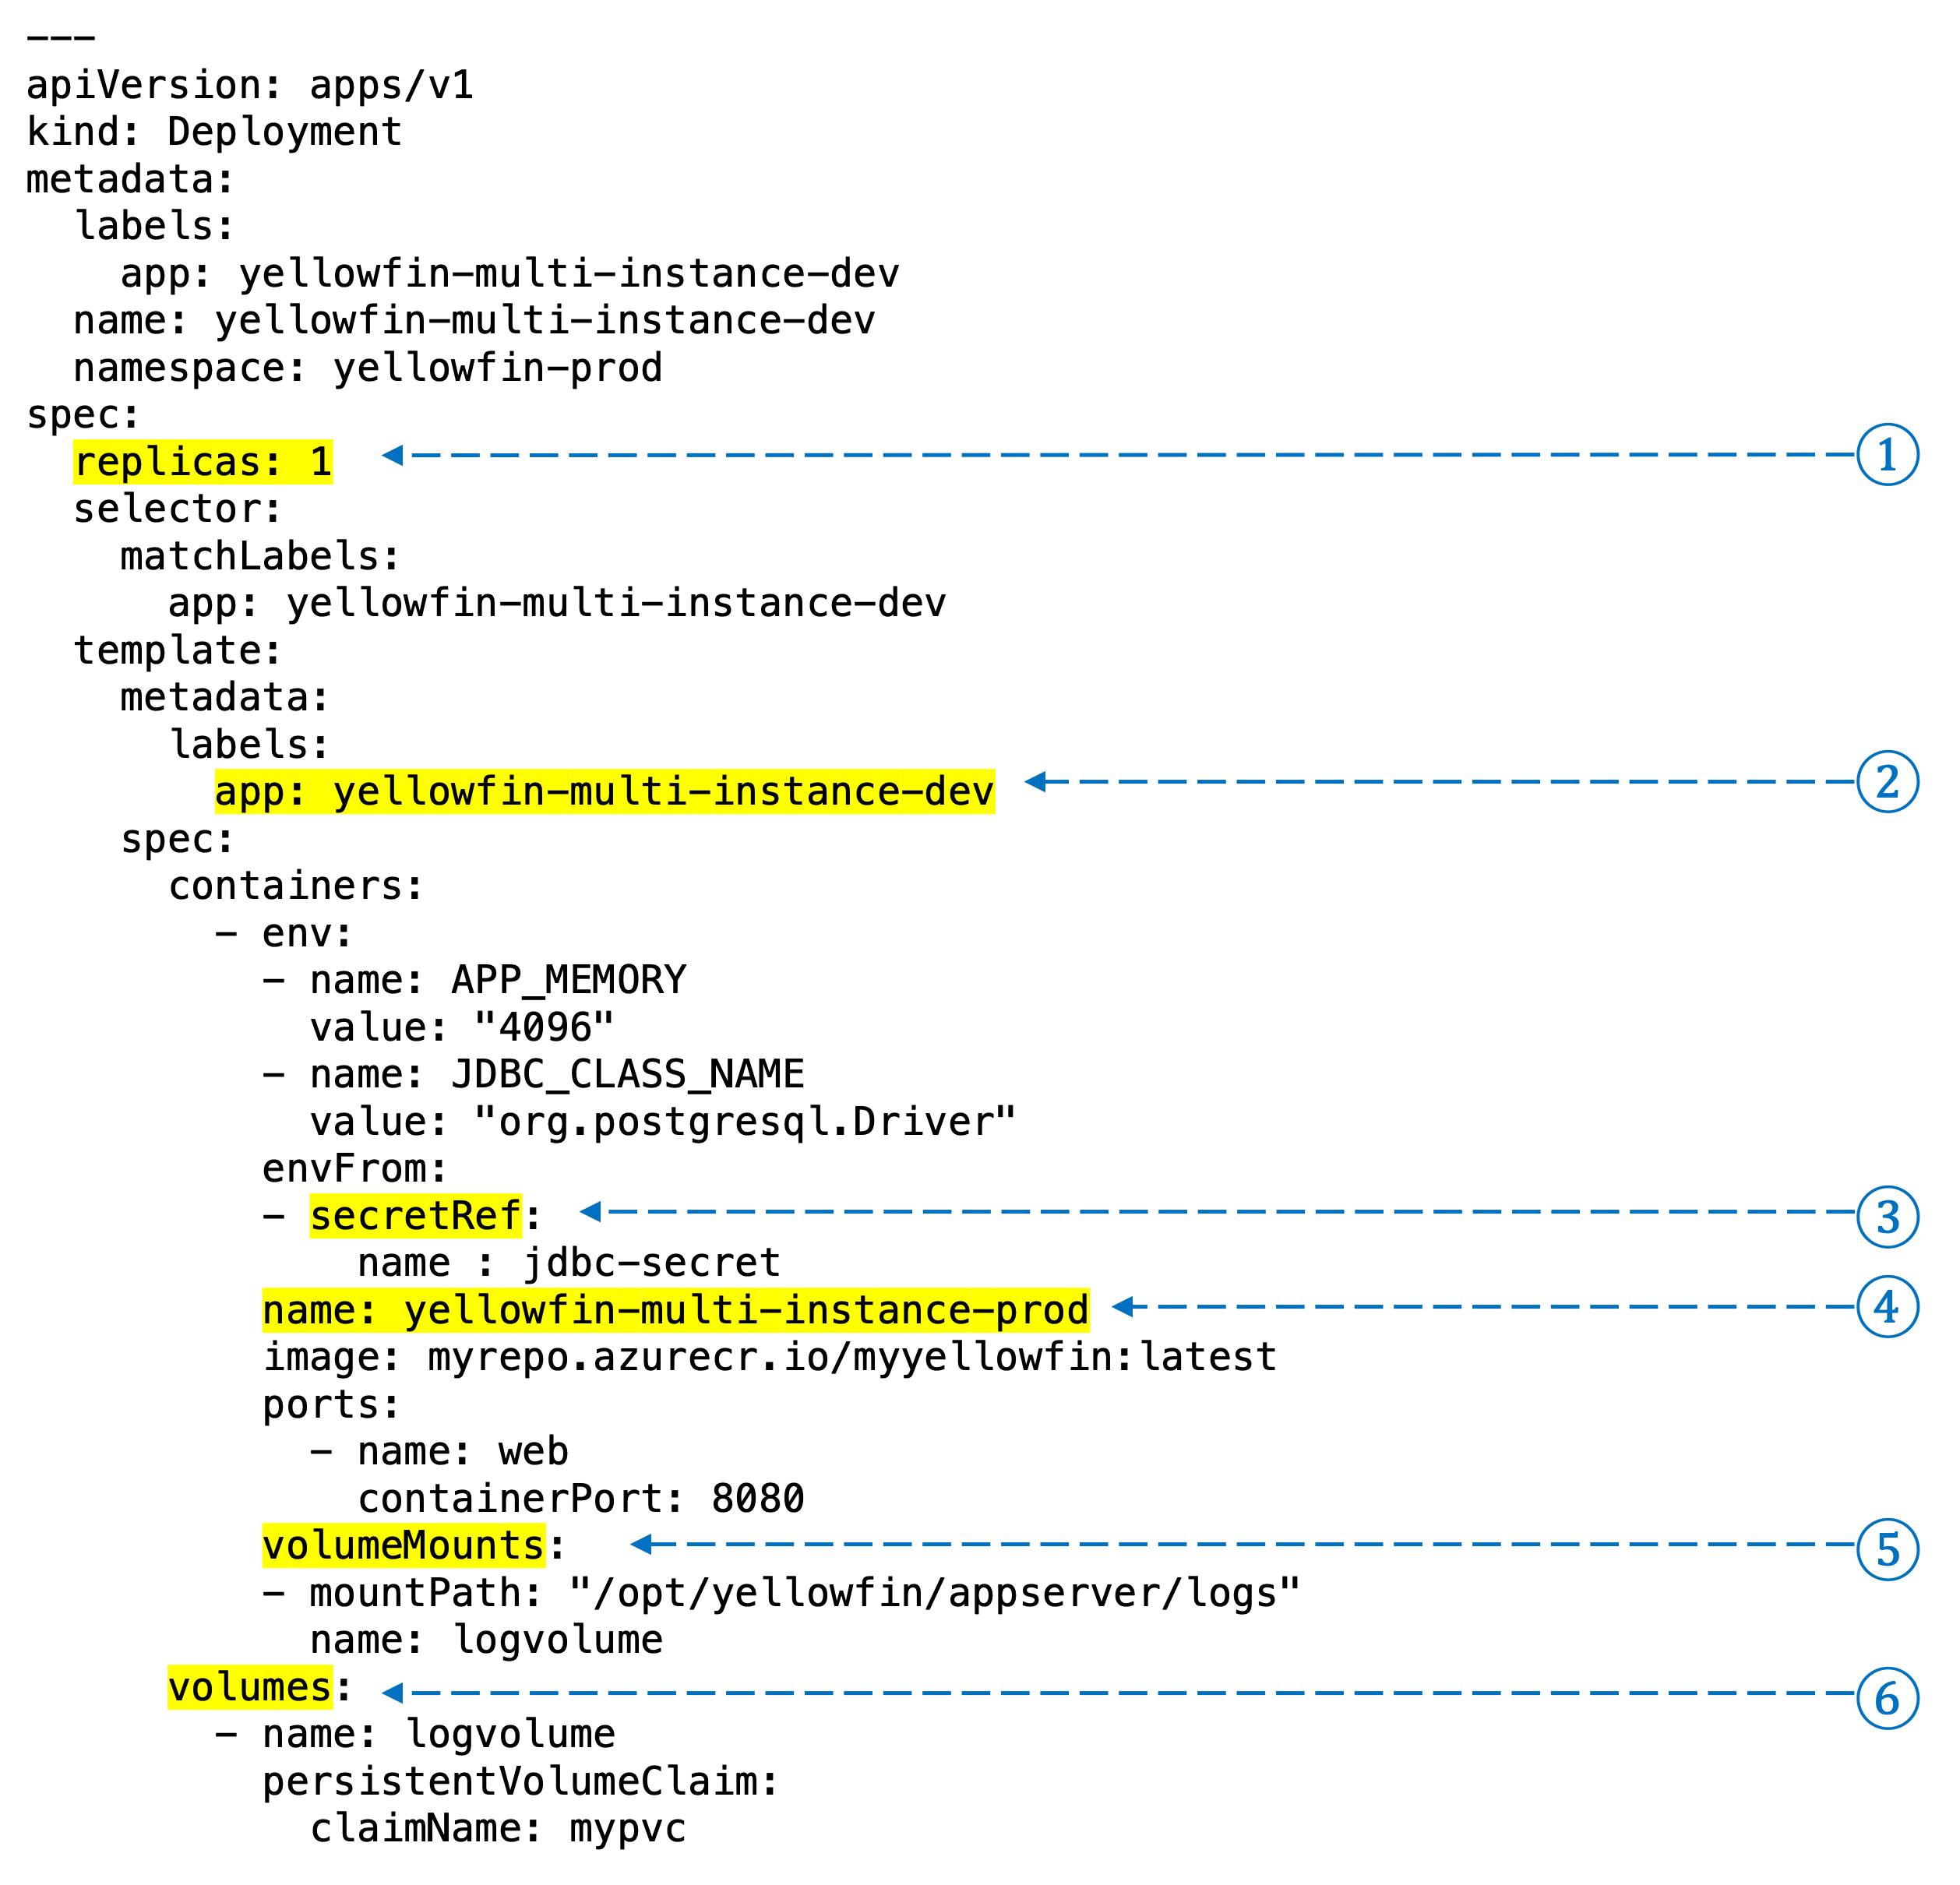 ---
apiVersion: apps/v1
kind: Deployment
metadata:
  labels:
    app: yellowfin-multi-instance-dev
  name: yellowfin-multi-instance-dev
  namespace: yellowfin-prod
spec:
  replicas: 1 ①
  selector:
    matchLabels:
      app: yellowfin-multi-instance-dev
  template:
    metadata:
      labels:
        app: yellowfin-multi-instance-dev ②
    spec:
      containers:
        - env:
          - name: APP_MEMORY
            value: "4096"
          - name: JDBC_CLASS_NAME
            value: "org.postgresql.Driver"
          envFrom:
          - secretRef: ③
              name : jdbc-secret
          name: yellowfin-multi-instance-prod ④
          image: myrepo.azurecr.io/myyellowfin:latest
          ports:
            - name: web
              containerPort: 8080
          volumeMounts: ⑤
          - mountPath: "/opt/yellowfin/appserver/logs"
            name: logvolume
      volumes: ⑥
        - name: logvolume
          persistentVolumeClaim:
            claimName: mypvc